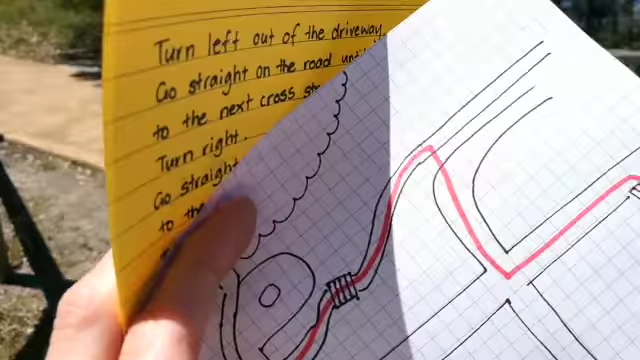 Turn left out of the driveway
Go straight on the road
to the next cross
Turn right.
Go straight
to the